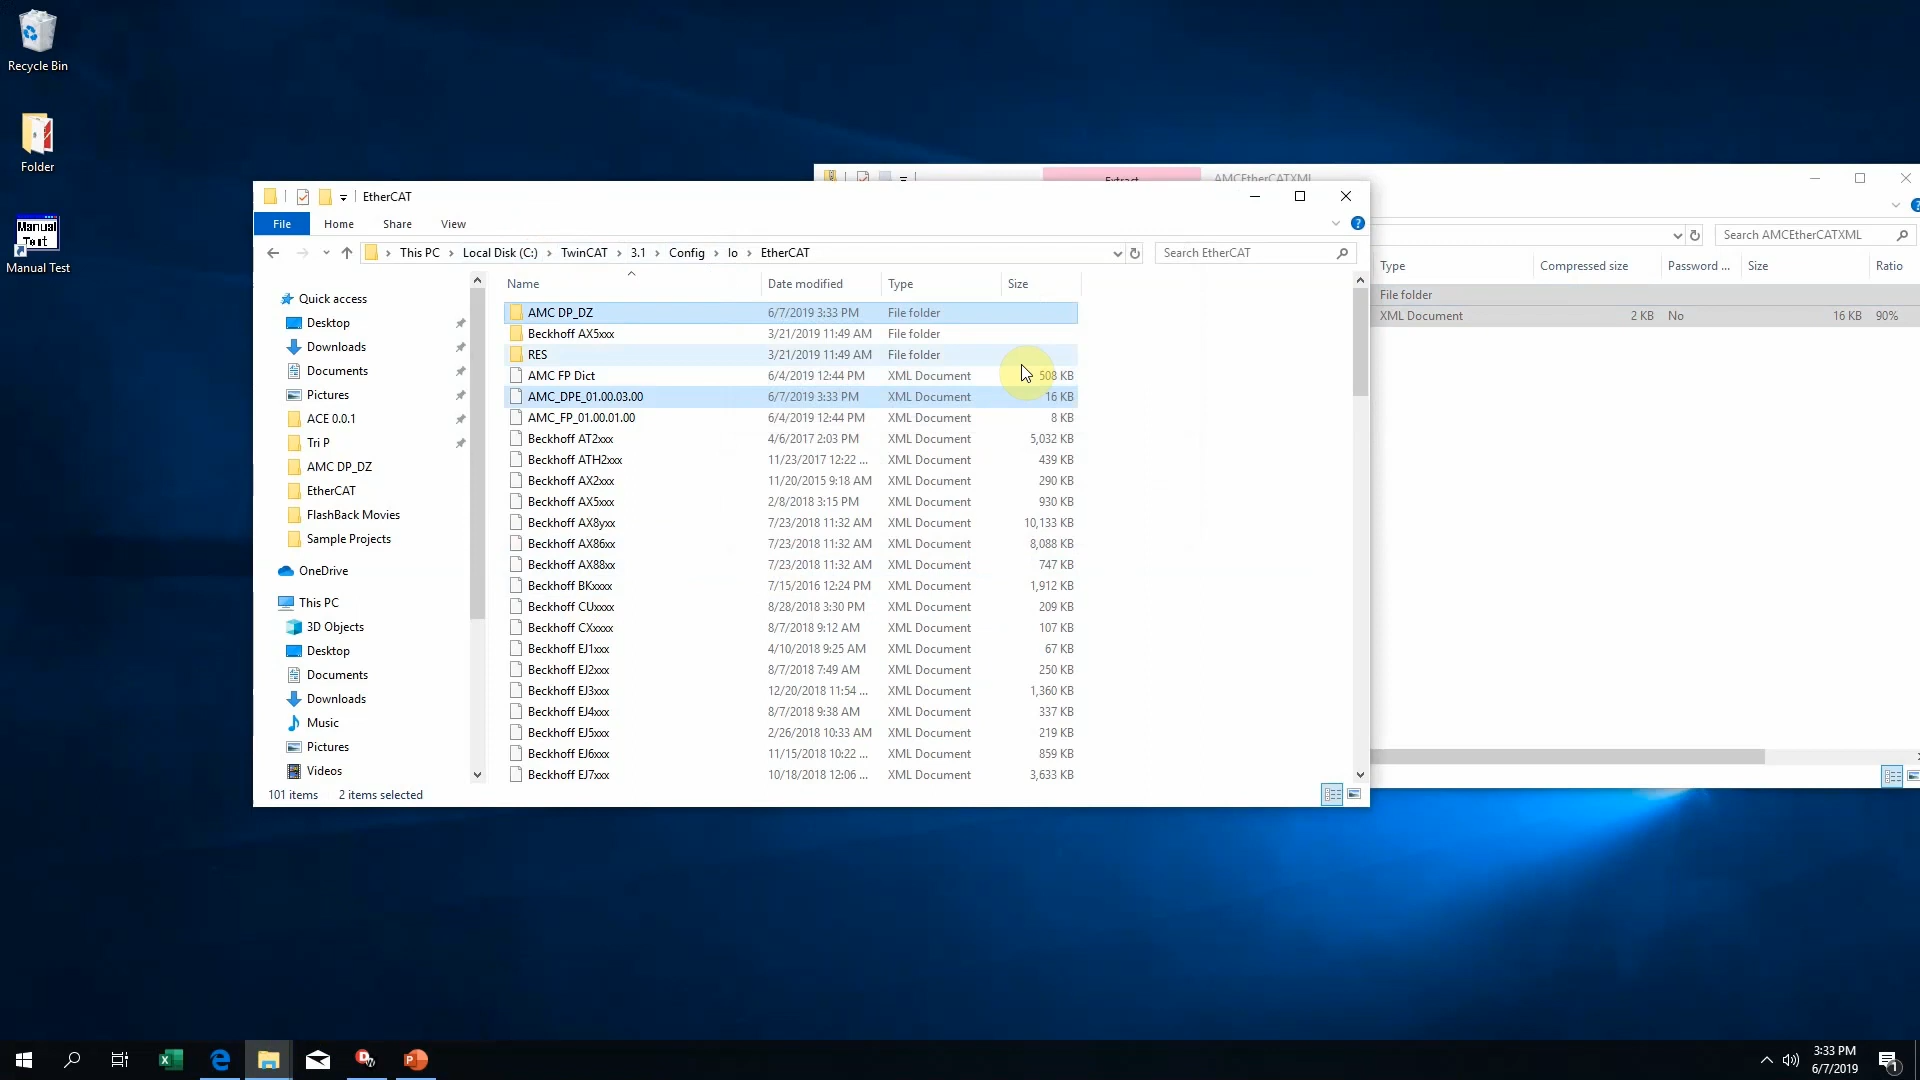 Recycle Bin
Folder
Manual Test
Manual Test
Extract
AMCEtherCATXML
EtherCAT
File Home Share View
This PC Local Disk (C:) TwinCAT 3.1 Config Io EtherCAT
Search EtherCAT
Search AMCEtherCATXML
Name Date modified Type Size
Type Compressed size Password ... Size Ratio
File folder
XML Document 2 KB No 16 KB 90%
Quick access
Desktop
Downloads
Documents
Pictures
ACE 0.0.1
Tri P
AMC DP_DZ
EtherCAT
FlashBack Movies
Sample Projects
OneDrive
This PC
3D Objects
Desktop
Documents
Downloads
Music
Pictures
Videos
AMC DP_DZ 6/7/2019 3:33 PM File folder
Beckhoff AX5xxx 3/21/2019 11:49 AM File folder
RES 3/21/2019 11:49 AM File folder
AMC FP Dict 6/4/2019 12:44 PM XML Document 508 KB
AMC_DPE_01.00.03.00 6/7/2019 3:33 PM XML Document 16 KB
AMC_FP_01.00.01.00 6/4/2019 12:44 PM XML Document 8 KB
Beckhoff AT2xxx 4/6/2017 2:03 PM XML Document 5,032 KB
Beckhoff ATH2xxx 11/23/2017 12:22 ... XML Document 439 KB
Beckhoff AX2xxx 11/20/2015 9:18 AM XML Document 290 KB
Beckhoff AX5xxx 2/8/2018 3:15 PM XML Document 930 KB
Beckhoff AX8yxx 7/23/2018 11:32 AM XML Document 10,133 KB
Beckhoff AX86xx 7/23/2018 11:32 AM XML Document 8,088 KB
Beckhoff AX88xx 7/23/2018 11:32 AM XML Document 747 KB
Beckhoff BKxxxx 7/15/2016 12:24 PM XML Document 1,912 KB
Beckhoff CUxxxx 8/28/2018 3:30 PM XML Document 209 KB
Beckhoff CXxxxx 8/7/2018 9:12 AM XML Document 107 KB
Beckhoff EJ1xxx 4/10/2018 9:25 AM XML Document 67 KB
Beckhoff EJ2xxx 8/7/2018 7:49 AM XML Document 250 KB
Beckhoff EJ3xxx 12/20/2018 11:54 ... XML Document 1,360 KB
Beckhoff EJ4xxx 8/7/2018 9:38 AM XML Document 337 KB
Beckhoff EJ5xxx 2/26/2018 10:33 AM XML Document 219 KB
Beckhoff EJ6xxx 11/15/2018 10:22 ... XML Document 859 KB
Beckhoff EJ7xxx 10/18/2018 12:06 ... XML Document 3,633 KB
101 items 2 items selected
3:33 PM
6/7/2019
1